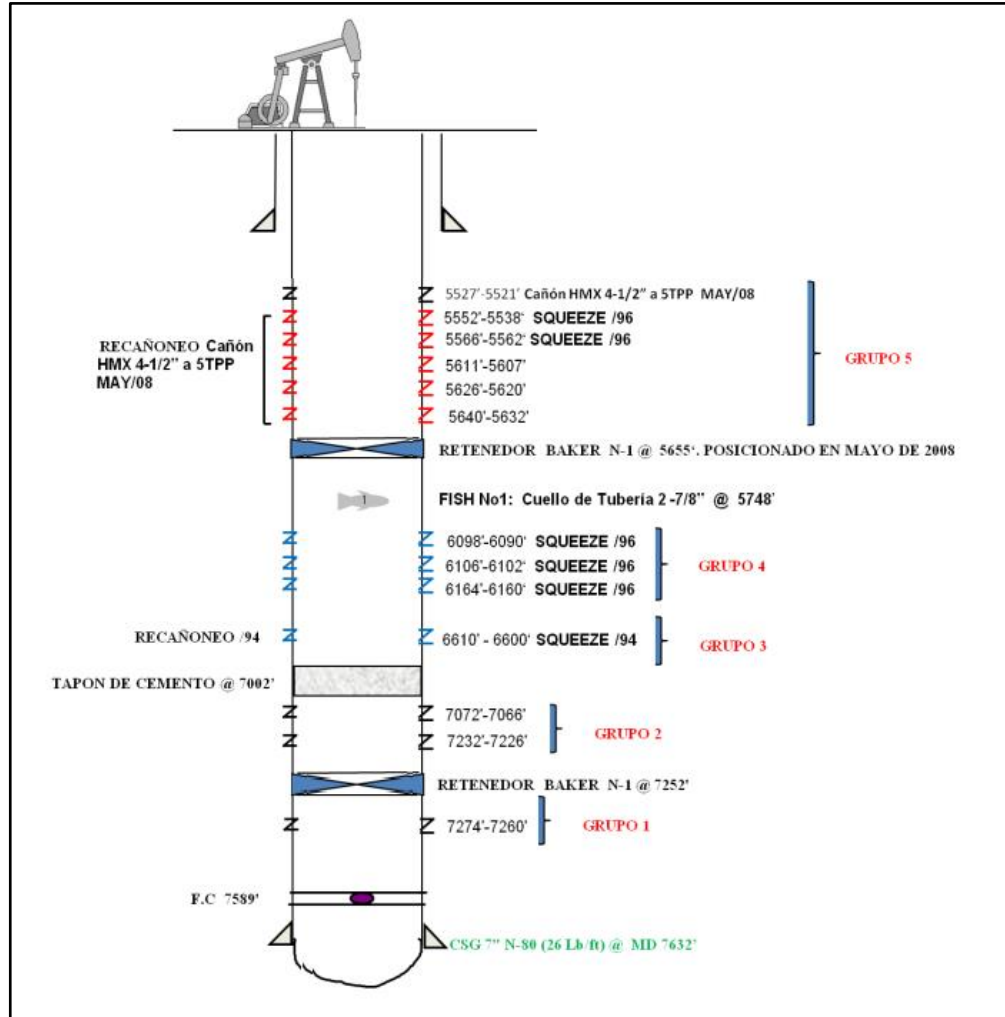 5527'-5521' Cañón HMX 4-1/2" a 5TPP MAY/08
5552'-5538' SQUEEZE /96
5566'-5562' SQUEEZE /96
RECAÑONEO Cañón
HMX 4-1/2" a 5TPP
MAY/08
5611'-5607'
5626'-5620'
5640'-5632'
GRUPO 5
RETENEDOR BAKER N-1 @ 5655'. POSICIONADO EN MAYO DE 2008
1
FISH No1: Cuello de Tubería 2 -7/8" @ 5748'
6098'-6090' SQUEEZE /96
6106'-6102' SQUEEZE /96
6164'-6160' SQUEEZE /96
GRUPO 4
RECAÑONEO /94
6610' - 6600' SQUEEZE /94
GRUPO 3
TAPON DE CEMENTO @ 7002'
7072'-7066'
7232'-7226'
GRUPO 2
RETENEDOR BAKER N-1 @ 7252'
7274'-7260'
GRUPO 1
F.C 7589'
CSG 7" N-80 (26 Lb/ft) @ MD 7632'